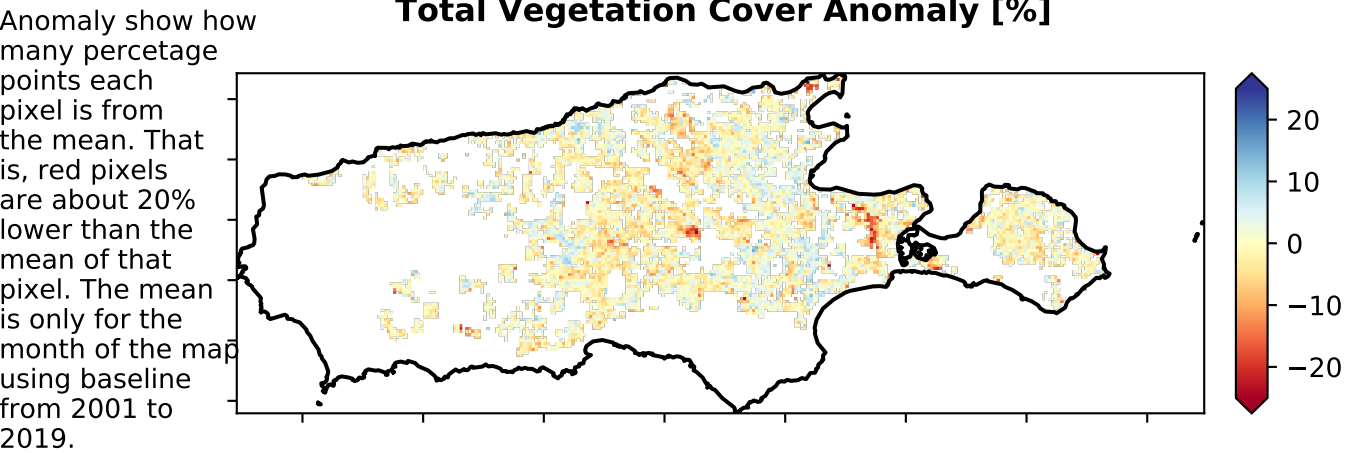 Total Vegetation Cover Anomaly [%]
Anomaly show how
many percetage
points each
pixel is from
the mean. That
is, red pixels
are about 20%
lower than the
mean of that
pixel. The mean
is only for the
month of the map
using baseline
from 2001 to
2019.
20
10
0
−10
−20